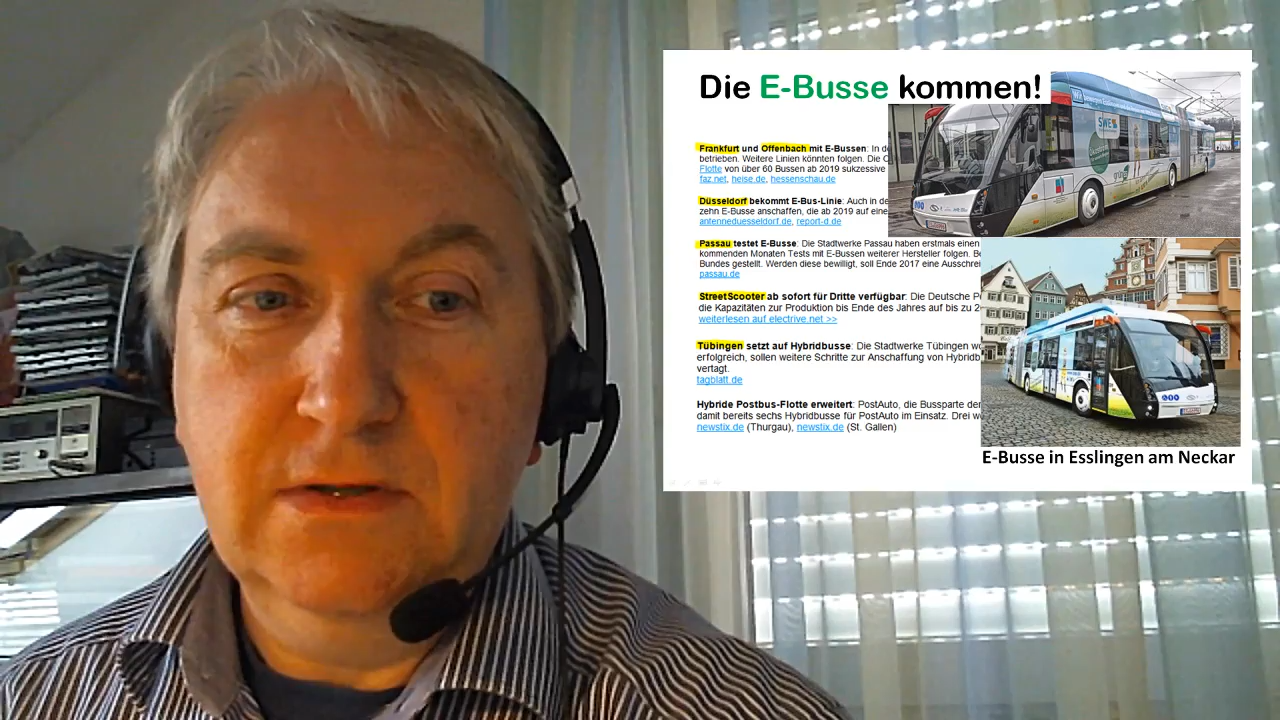 Die E-Busse kommen!
Frankfurt und Offenbach mit E-Bussen: In
betrieben. Weitere Linien könnten folgen. Die
Flotte von über 60 Bussen ab 2019 sukzessive
faz.net, heise.de, hessenschau.de
Düsseldorf bekommt E-Bus-Linie: Auch in
zehn E-Busse anschaffen, die ab 2019 auf eine
antenneduesseldorf.de, report-d.de
Passau testet E-Busse: Die Stadtwerke Passau haben erstmals einen
kommenden Monaten Tests mit E-Bussen weiterer Hersteller folgen.
Bundes gestellt. Werden diese bewilligt, soll Ende 2017 eine
passau.de
StreetScooter ab sofort für Dritte verfügbar: Die Deutsche
die Kapazitäten zur Produktion bis Ende des Jahres auf bis zu 2
weiterlesen auf electrive.net >>
Tübingen setzt auf Hybridbusse: Die Stadtwerke Tübingen
erfolgreich, sollen weitere Schritte zur Anschaffung von
vertagt.
tagblatt.de
Hybride Postbus-Flotte erweitert: PostAuto, die Bussparte
damit bereits sechs Hybridbusse für PostAuto im Einsatz. Drei
newstix.de (Thurgau), newstix.de (St. Gallen)
SWE
E-Busse in Esslingen am Neckar